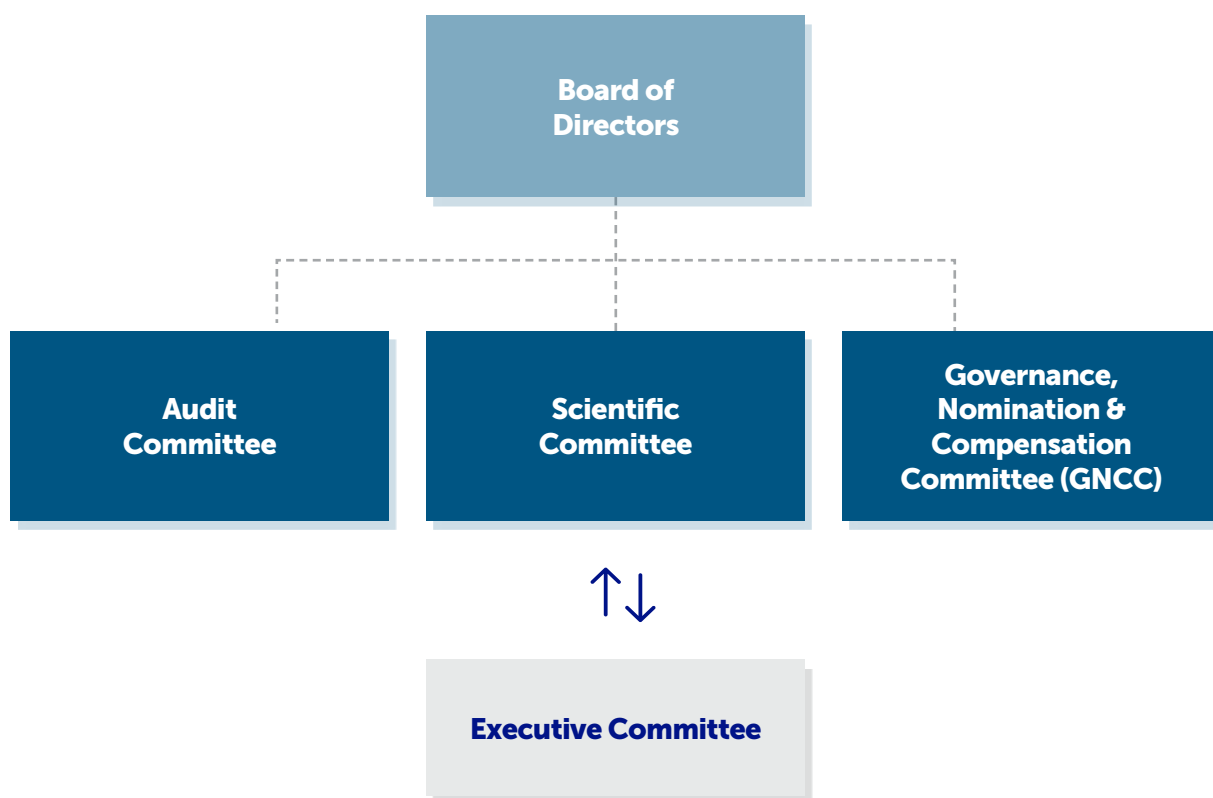 Board of
Directors
Audit
Committee
Scientific
Committee
Governance,
Nomination &
Compensation
Committee (GNCC)
Executive Committee